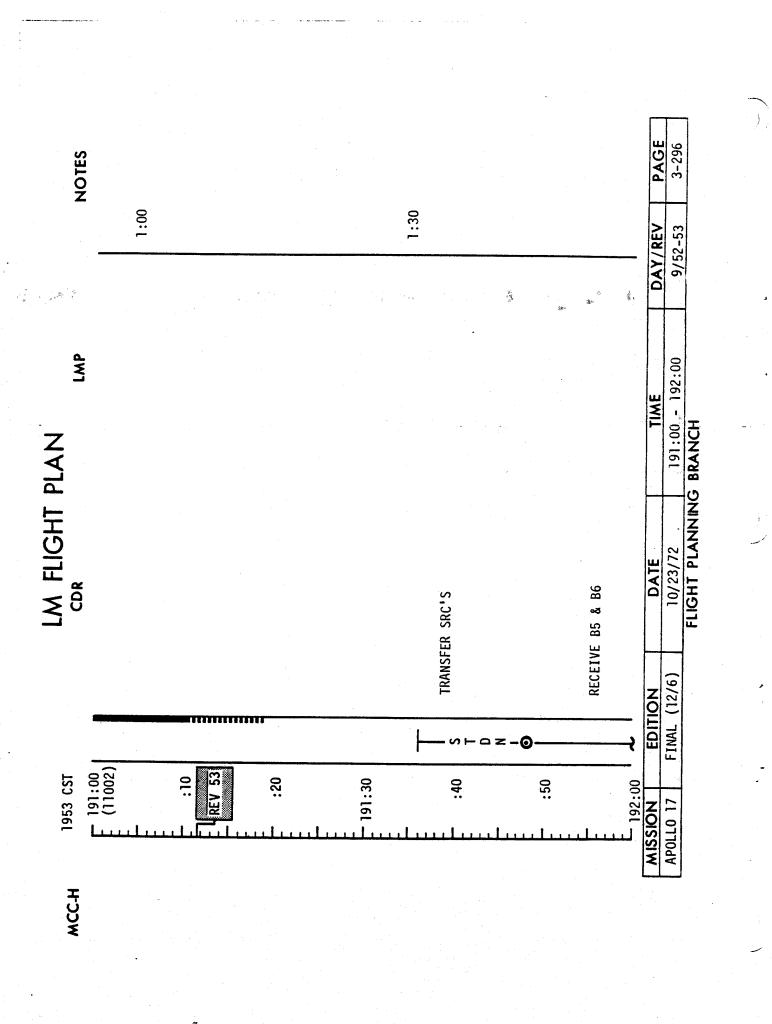 LM FLIGHT PLAN
MCC-H
1953 CST
CDR
LMP
NOTES
191:00
(11002)
1:00
:10
REV 53
:20
191:30
1:30
STDN
TRANSFER SRC'S
:40
:50
RECEIVE B5 & B6
192:00
MISSION EDITION DATE TIME DAY/REV PAGE
APOLLO 17 FINAL (12/6) 10/23/72 191:00 - 192:00 9/52-53 3-296
FLIGHT PLANNING BRANCH